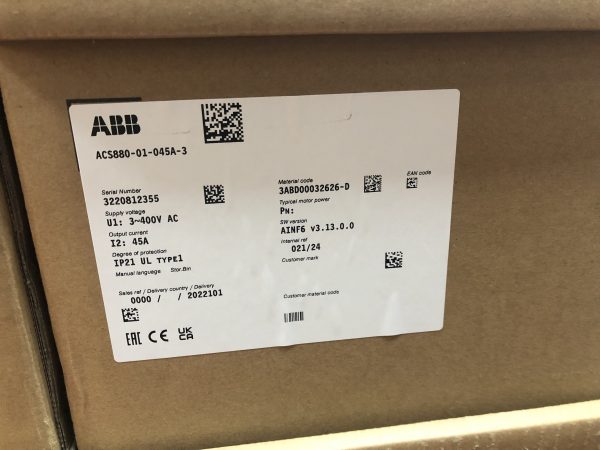 ABB
ACS880-01-045A-3
Serial Number
3220812355
Supply voltage
U1: 3~400V AC
Output current
I2: 45A
Degree of protection
IP21 UL TYPE1
Manual language Stor.Bin
Sales ref / Delivery country / Delivery
0000 / / 2022101
EAC CE UK CA
Material code
3ABD00032626-D
EAN code
Typical motor power
PN:
SW version
AINF6 v3.13.0.0
Internal ref
021/24
Customer mark
Customer material code